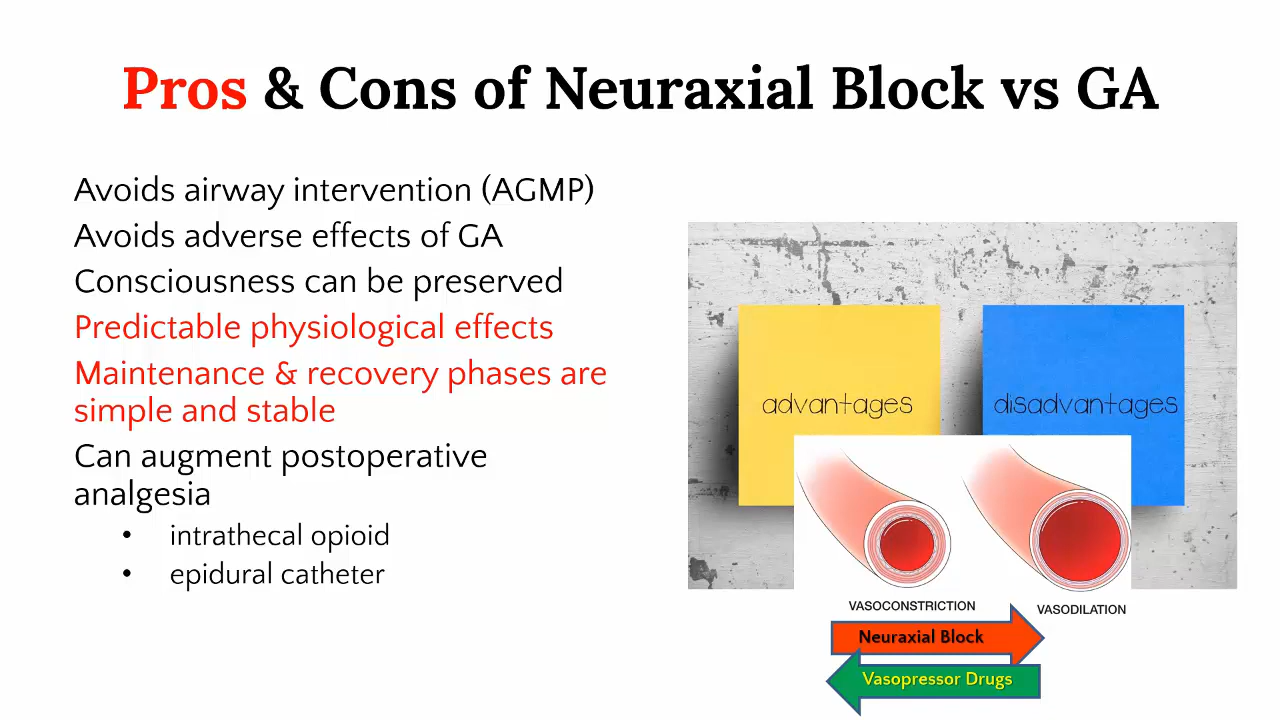 Pros & Cons of Neuraxial Block vs GA
Avoids airway intervention (AGMP)
Avoids adverse effects of GA
Consciousness can be preserved
Predictable physiological effects
Maintenance & recovery phases are
simple and stable
Can augment postoperative
analgesia
• intrathecal opioid
• epidural catheter
advantages
disadvantages
VASOCONSTRICTION
VASODILATION
Neuraxial Block
Vasopressor Drugs